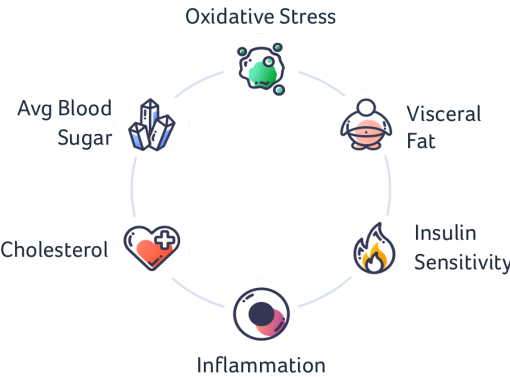 Oxidative Stress
Avg Blood
Sugar
Visceral
Fat
Cholesterol
Insulin
Sensitivity
Inflammation